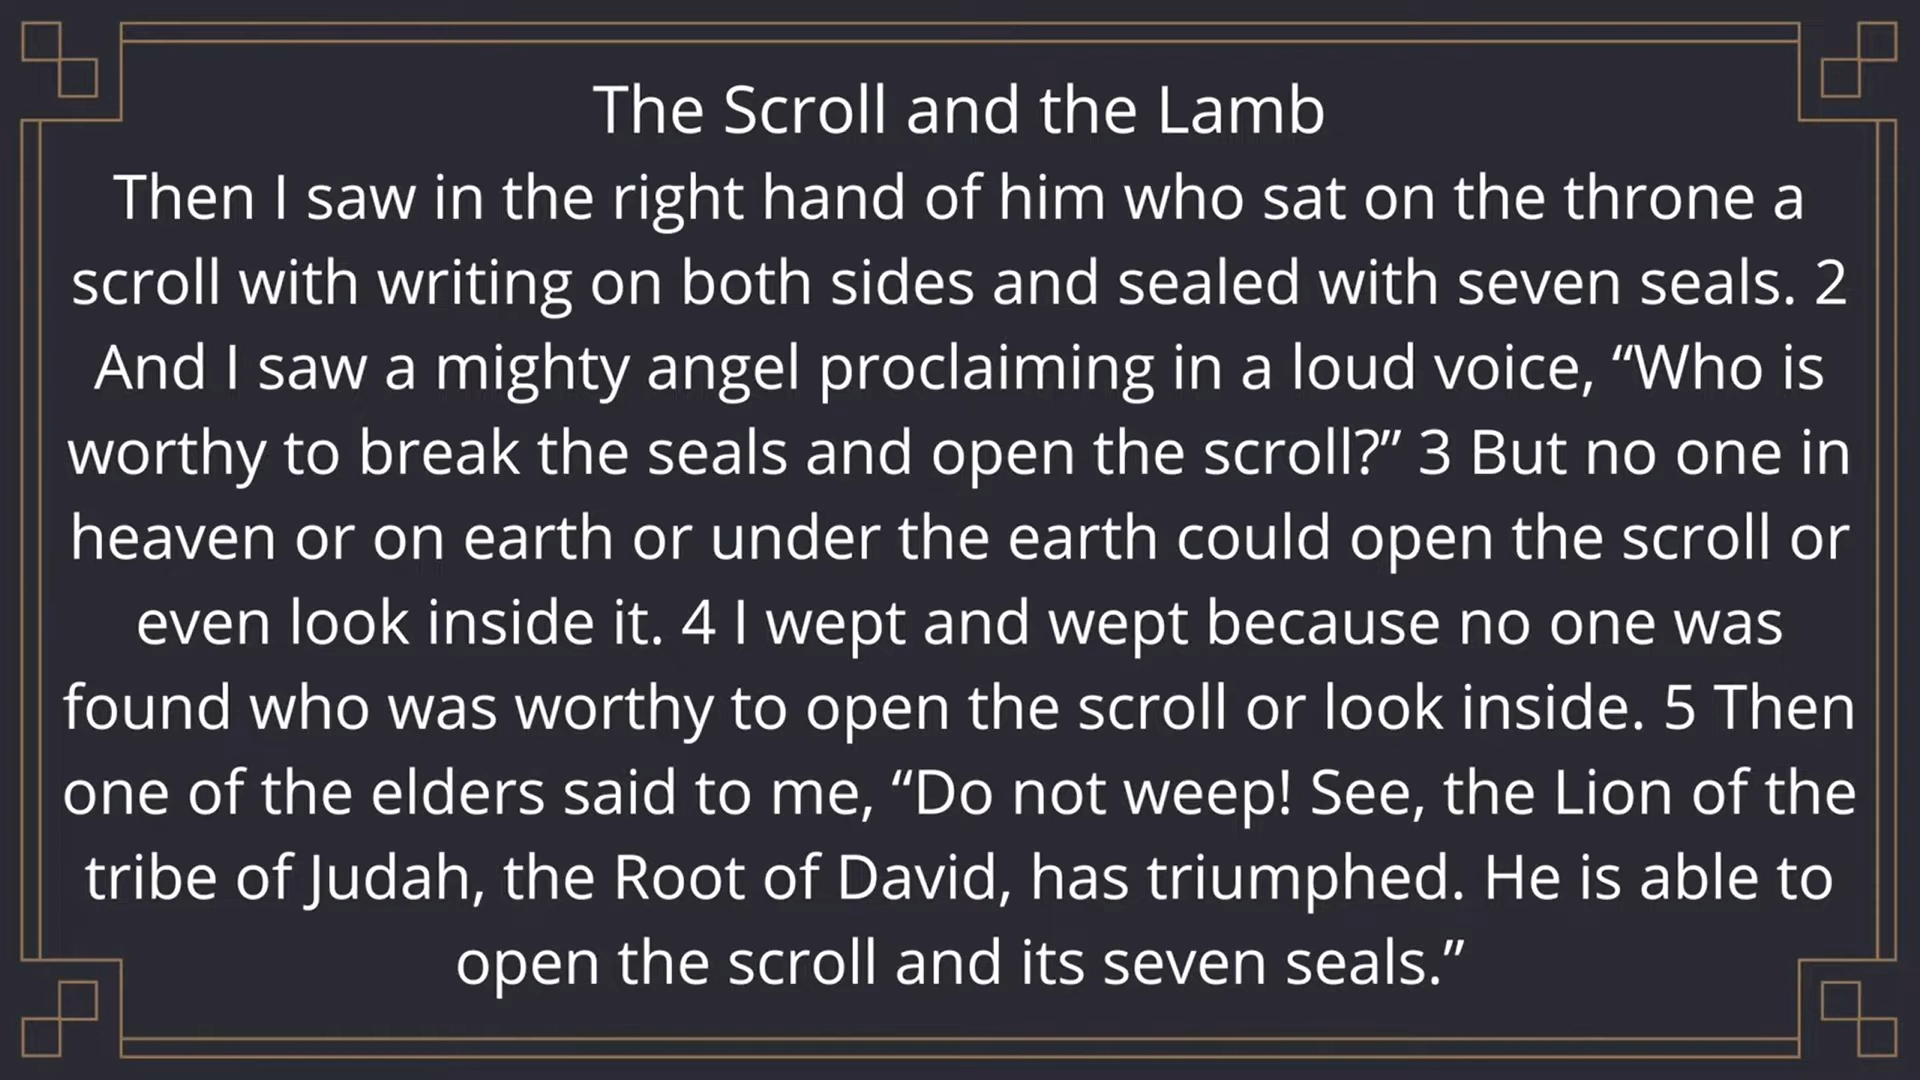 The Scroll and the Lamb
Then I saw in the right hand of him who sat on the throne a
scroll with writing on both sides and sealed with seven seals. 2
And I saw a mighty angel proclaiming in a loud voice, “Who is
worthy to break the seals and open the scroll?” 3 But no one in
heaven or on earth or under the earth could open the scroll or
even look inside it. 4 I wept and wept because no one was
found who was worthy to open the scroll or look inside. 5 Then
one of the elders said to me, “Do not weep! See, the Lion of the
tribe of Judah, the Root of David, has triumphed. He is able to
open the scroll and its seven seals.”